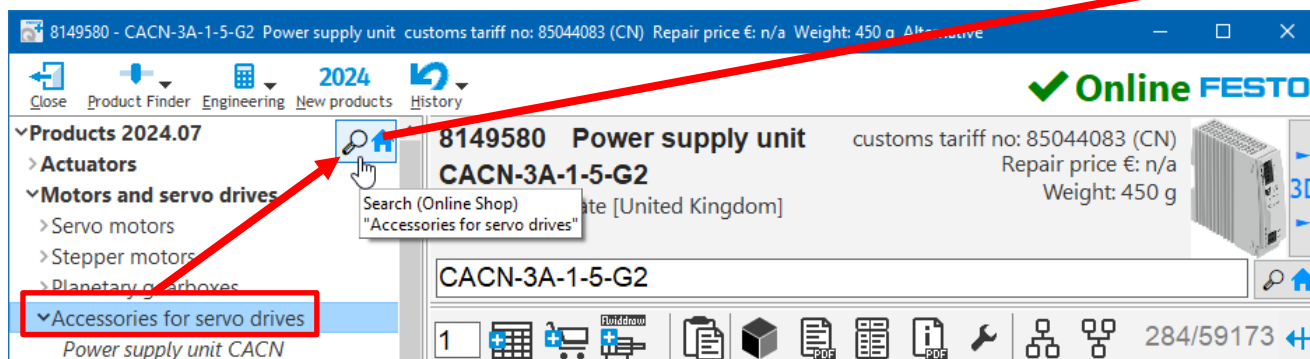 8149580 - CACN-3A-1-5-G2 Power supply unit customs tariff no: 85044083 (CN) Repair price €: n/a Weight: 450 g Alternative
Close Product Finder Engineering New products History
2024
Online FESTO
Products 2024.07
Actuators
Motors and servo drives
Servo motors
Stepper motors
Planetary gearboxes
Accessories for servo drives
Power supply unit CACN
Search (Online Shop)
"Accessories for servo drives"
8149580 Power supply unit
CACN-3A-1-5-G2
[United Kingdom]
customs tariff no: 85044083 (CN)
Repair price €: n/a
Weight: 450 g
3D
CACN-3A-1-5-G2
1
Fluiddraw
PDF
PDF
284/59173